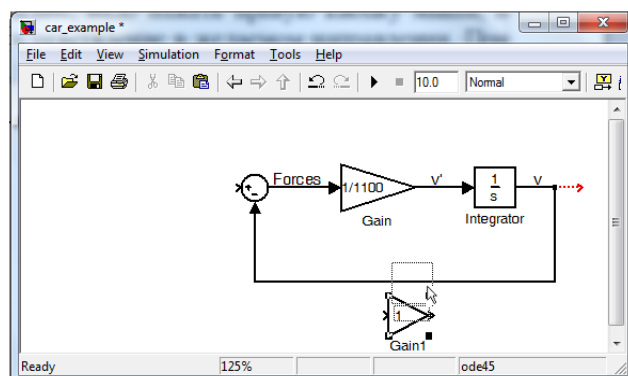 car_example *
File Edit View Simulation Format Tools Help
10.0 Normal
Forces
1/1100
v'
1
s
v
Gain
Integrator
1
Gain1
Ready 125% ode45